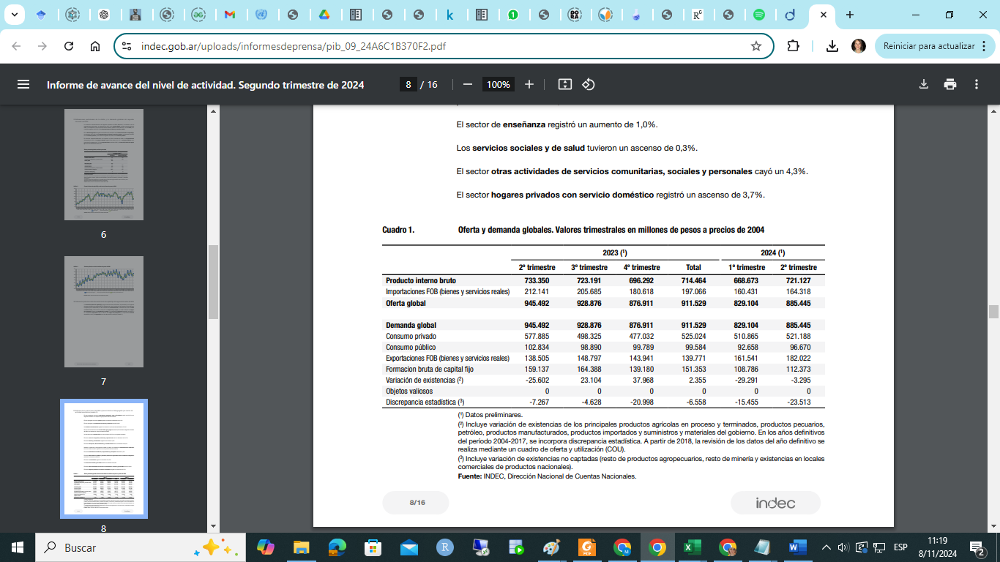 indec.gob.ar/uploads/informesdeprensa/pib_09_24A6C1B370F2.pdf
Reiniciar para actualizar
Informe de avance del nivel de actividad. Segundo trimestre de 2024
8 / 16
100%
6
7
8
El sector de enseñanza registró un aumento de 1,0%.
Los servicios sociales y de salud tuvieron un ascenso de 0,3%.
El sector otras actividades de servicios comunitarias, sociales y personales cayó un 4,3%.
El sector hogares privados con servicio doméstico registró un ascenso de 3,7%.
Cuadro 1. Oferta y demanda globales. Valores trimestrales en millones de pesos a precios de 2004
2023 (¹) 2024 (¹)
2º trimestre 3º trimestre 4º trimestre Total 1º trimestre 2º trimestre
Producto interno bruto 733.350 723.191 696.292 714.464 668.673 721.127
Importaciones FOB (bienes y servicios reales) 212.141 205.685 180.618 197.066 160.431 164.318
Oferta global 945.492 928.876 876.911 911.529 829.104 885.445
Demanda global 945.492 928.876 876.911 911.529 829.104 885.445
Consumo privado 577.885 498.325 477.032 525.024 510.865 521.188
Consumo público 102.834 98.890 99.789 99.584 92.658 96.670
Exportaciones FOB (bienes y servicios reales) 138.505 148.797 143.941 139.771 161.541 182.022
Formacion bruta de capital fijo 159.137 164.388 139.180 151.353 108.786 112.373
Variación de existencias (²) -25.602 23.104 37.968 2.355 -29.291 -3.295
Objetos valiosos 0 0 0 0 0 0
Discrepancia estadística (³) -7.267 -4.628 -20.998 -6.558 -15.455 -23.513
(¹) Datos preliminares.
(²) Incluye variación de existencias de los principales productos agrícolas en proceso y terminados, productos pecuarios,
petróleo, productos manufacturados, productos importados y suministros y materiales del gobierno. En los años definitivos
del período 2004-2017, se incorpora discrepancia estadística. A partir de 2018, la revisión de los datos del año definitivo se
realiza mediante un cuadro de oferta y utilización (COU).
(³) Incluye variación de existencias no captadas (resto de productos agropecuarios, resto de minería y existencias en locales
comerciales de productos nacionales).
Fuente: INDEC, Dirección Nacional de Cuentas Nacionales.
8/16
indec
Buscar
ESP
11:19
8/11/2024
2